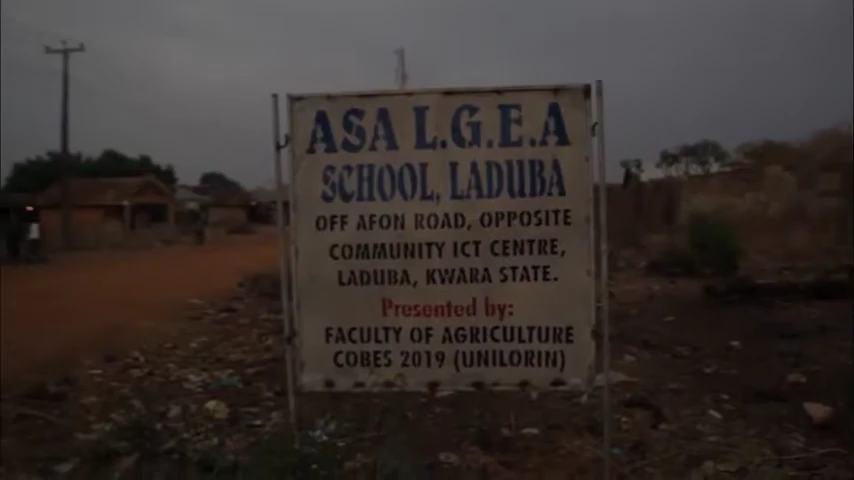 ASA L.G.E.A
SCHOOL, LADUBA
OFF AFON ROAD, OPPOSITE
COMMUNITY ICT CENTRE,
LADUBA, KWARA STATE.
Presented by:
FACULTY OF AGRICULTURE
COBES 2019 (UNILORIN)